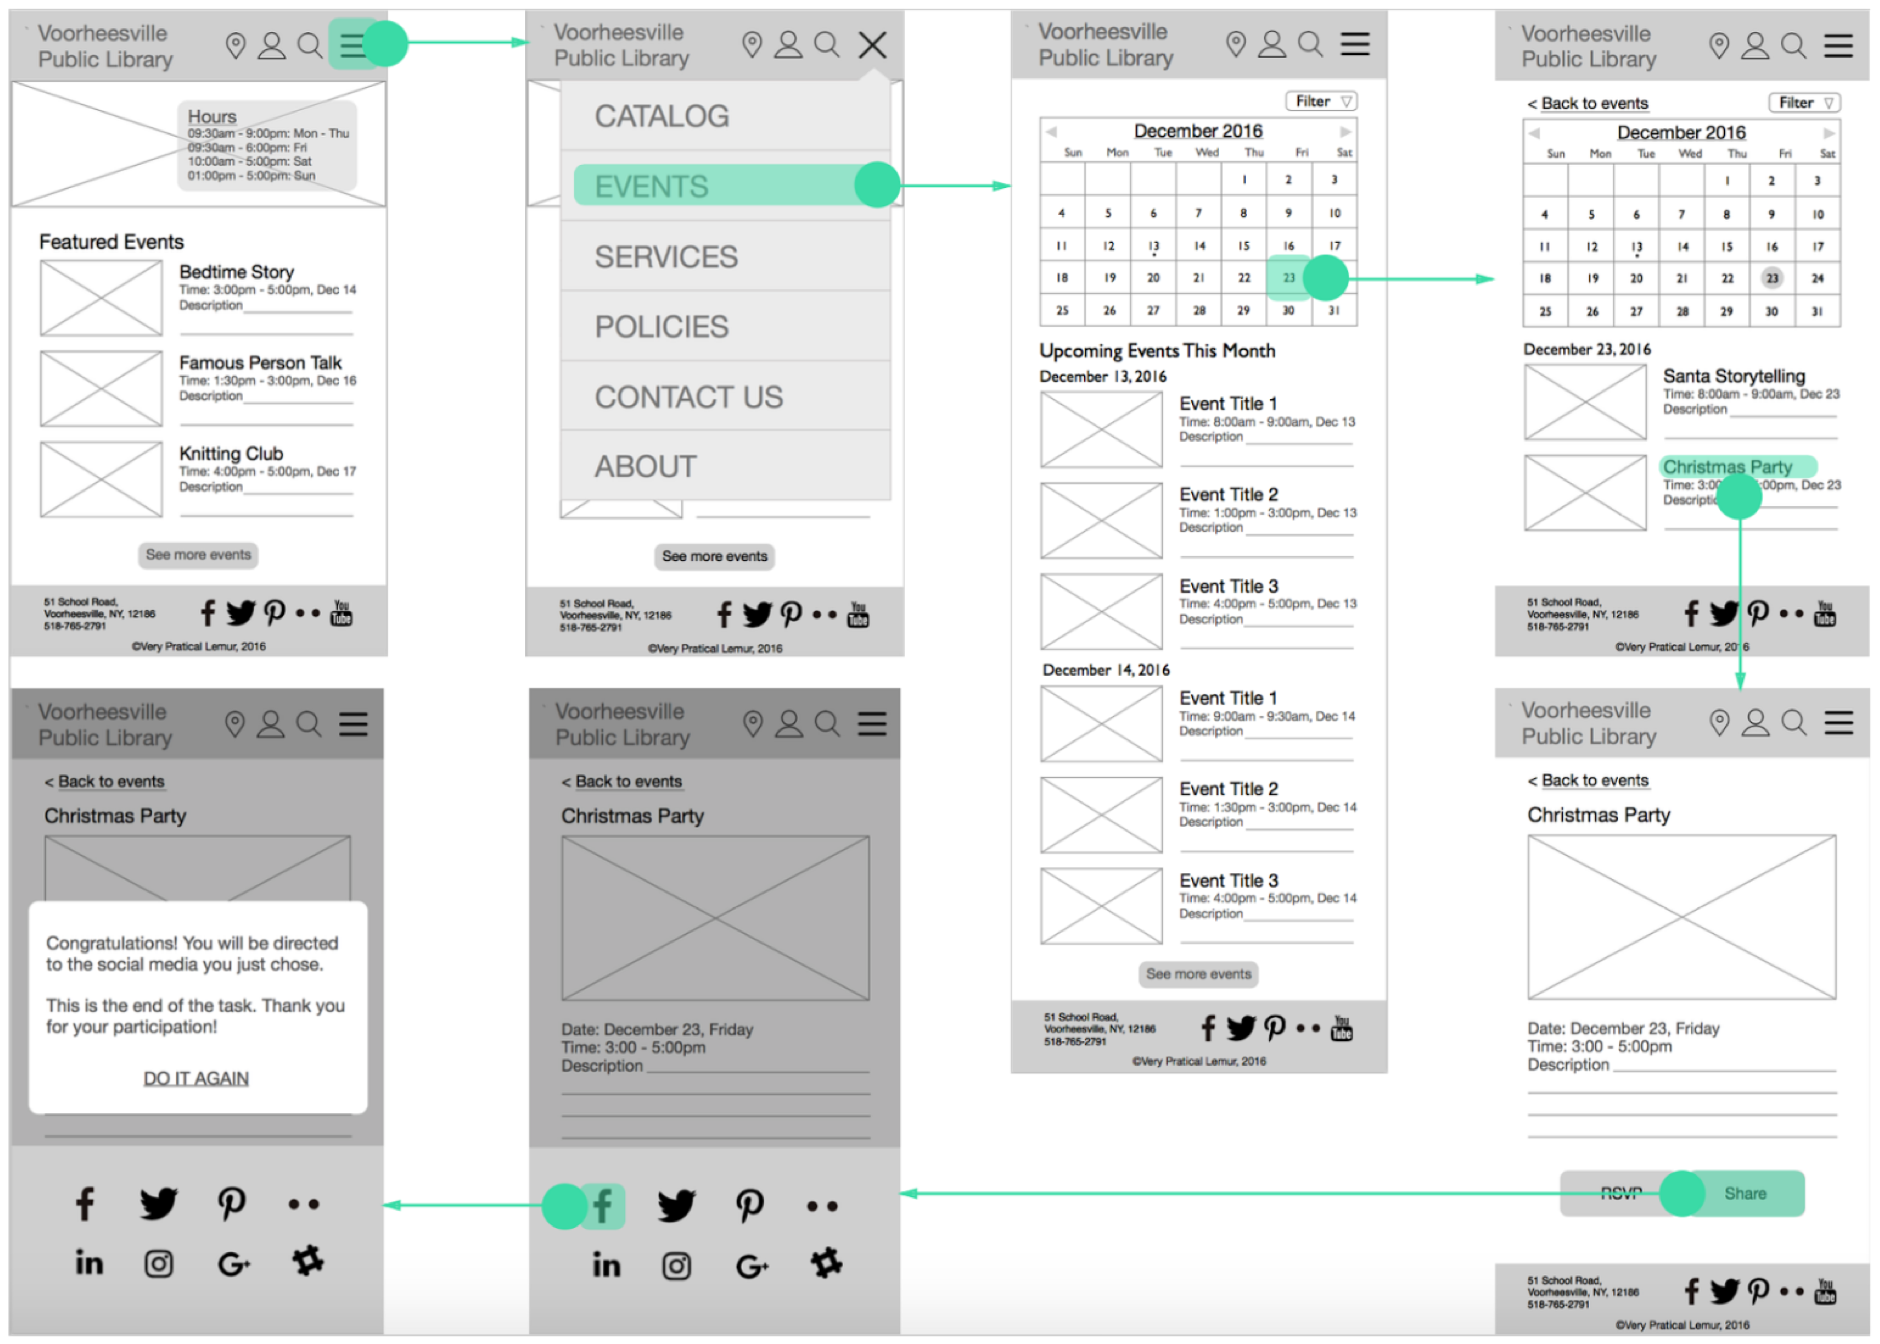 Voorheesville
Public Library
Hours
09:30am - 9:00pm: Mon - Thu
09:30am - 6:00pm: Fri
10:00am - 5:00pm: Sat
01:00pm - 5:00pm: Sun
Featured Events
Bedtime Story
Time: 3:00pm - 5:00pm, Dec 14
Description
Famous Person Talk
Time: 1:30pm - 3:00pm, Dec 16
Description
Knitting Club
Time: 4:00pm - 5:00pm, Dec 17
Description
See more events
51 School Road,
Voorheesville, NY, 12186
518-765-2791
You
Tube
©Very Pratical Lemur, 2016
Voorheesville
Public Library
CATALOG
EVENTS
SERVICES
POLICIES
CONTACT US
ABOUT
See more events
51 School Road,
Voorheesville, NY, 12186
518-765-2791
You
Tube
©Very Pratical Lemur, 2016
Voorheesville
Public Library
Filter
December 2016
Sun Mon Tue Wed Thu Fri Sat
1 2 3
4 5 6 7 8 9 10
11 12 13 14 15 16 17
18 19 20 21 22 23
25 26 27 28 29 30 31
Upcoming Events This Month
December 13, 2016
Event Title 1
Time: 8:00am - 9:00am, Dec 13
Description
Event Title 2
Time: 1:00pm - 3:00pm, Dec 13
Description
Event Title 3
Time: 4:00pm - 5:00pm, Dec 13
Description
December 14, 2016
Event Title 1
Time: 9:00am - 9:30am, Dec 14
Description
Event Title 2
Time: 1:30pm - 3:00pm, Dec 14
Description
Event Title 3
Time: 4:00pm - 5:00pm, Dec 14
Description
See more events
51 School Road,
Voorheesville, NY, 12186
518-765-2791
You
Tube
©Very Pratical Lemur, 2016
Voorheesville
Public Library
< Back to events
Filter
December 2016
Sun Mon Tue Wed Thu Fri Sat
1 2 3
4 5 6 7 8 9 10
11 12 13 14 15 16 17
18 19 20 21 22 23 24
25 26 27 28 29 30 31
December 23, 2016
Santa Storytelling
Time: 8:00am - 9:00am, Dec 23
Description
Christmas Party
Time: 3:00 :00pm, Dec 23
Descriptio
51 School Road,
Voorheesville, NY, 12186
518-765-2791
You
Tube
©Very Pratical Lemur, 20 6
Voorheesville
Public Library
< Back to events
Christmas Party
Date: December 23, Friday
Time: 3:00 - 5:00pm
Description
RSVP
Share
51 School Road,
Voorheesville, NY, 12186
518-765-2791
You
Tube
©Very Pratical Lemur, 2016
Voorheesville
Public Library
< Back to events
Christmas Party
Date: December 23, Friday
Time: 3:00 - 5:00pm
Description
in
G+
Voorheesville
Public Library
< Back to events
Christmas Party
Congratulations! You will be directed
to the social media you just chose.
This is the end of the task. Thank you
for your participation!
DO IT AGAIN
in
G+